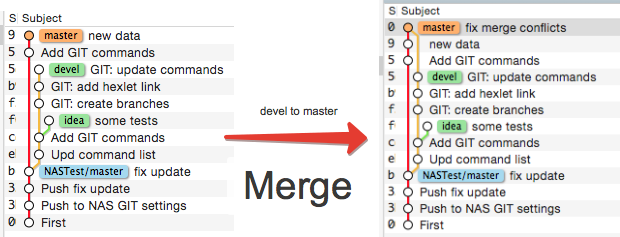 S Subject
9 master new data
5 Add GIT commands
5 devel GIT: update commands
b GIT: add hexlet link
f GIT: create branches
f idea some tests
c Add GIT commands
e Upd command list
b NASTest/master fix update
3 Push fix update
3 Push to NAS GIT settings
0 First
devel to master
Merge
S Subject
0 master fix merge conflicts
9 new data
5 Add GIT commands
5 devel GIT: update commands
b GIT: add hexlet link
f GIT: create branches
f idea some tests
c Add GIT commands
e Upd command list
b NASTest/master fix update
3 Push fix update
3 Push to NAS GIT settings
0 First